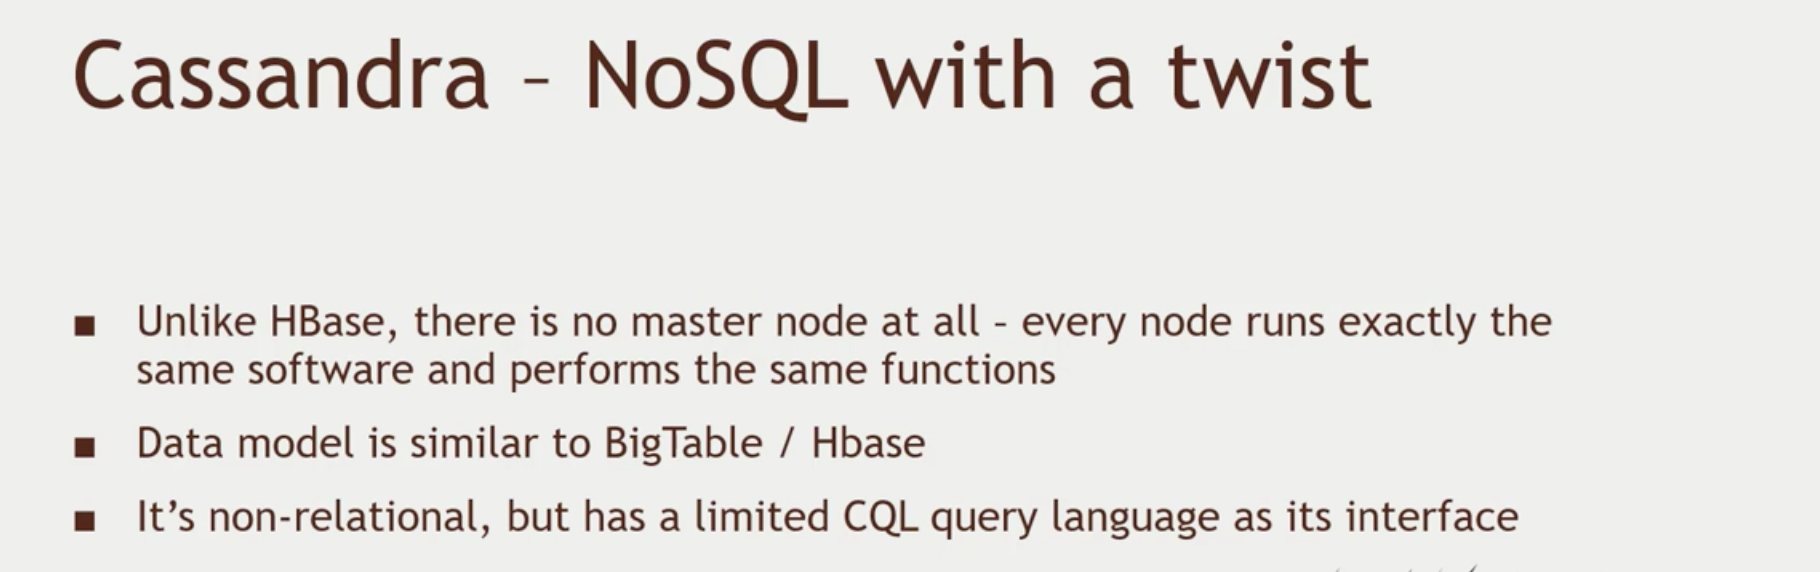 Cassandra – NoSQL with a twist
■ Unlike HBase, there is no master node at all – every node runs exactly the
same software and performs the same functions
■ Data model is similar to BigTable / Hbase
■ It’s non-relational, but has a limited CQL query language as its interface